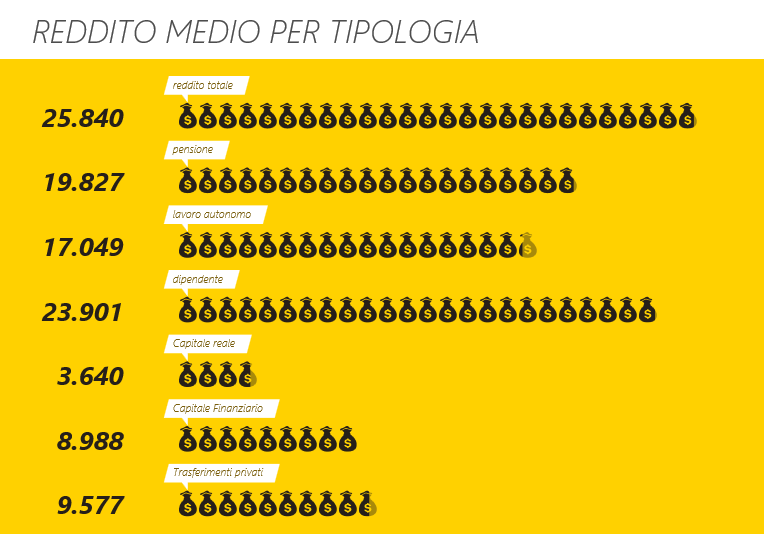 REDDITO MEDIO PER TIPOLOGIA
reddito totale
25.840
pensione
19.827
lavoro autonomo
17.049
dipendente
23.901
Capitale reale
3.640
Capitale Finanziario
8.988
Trasferimenti privati
9.577